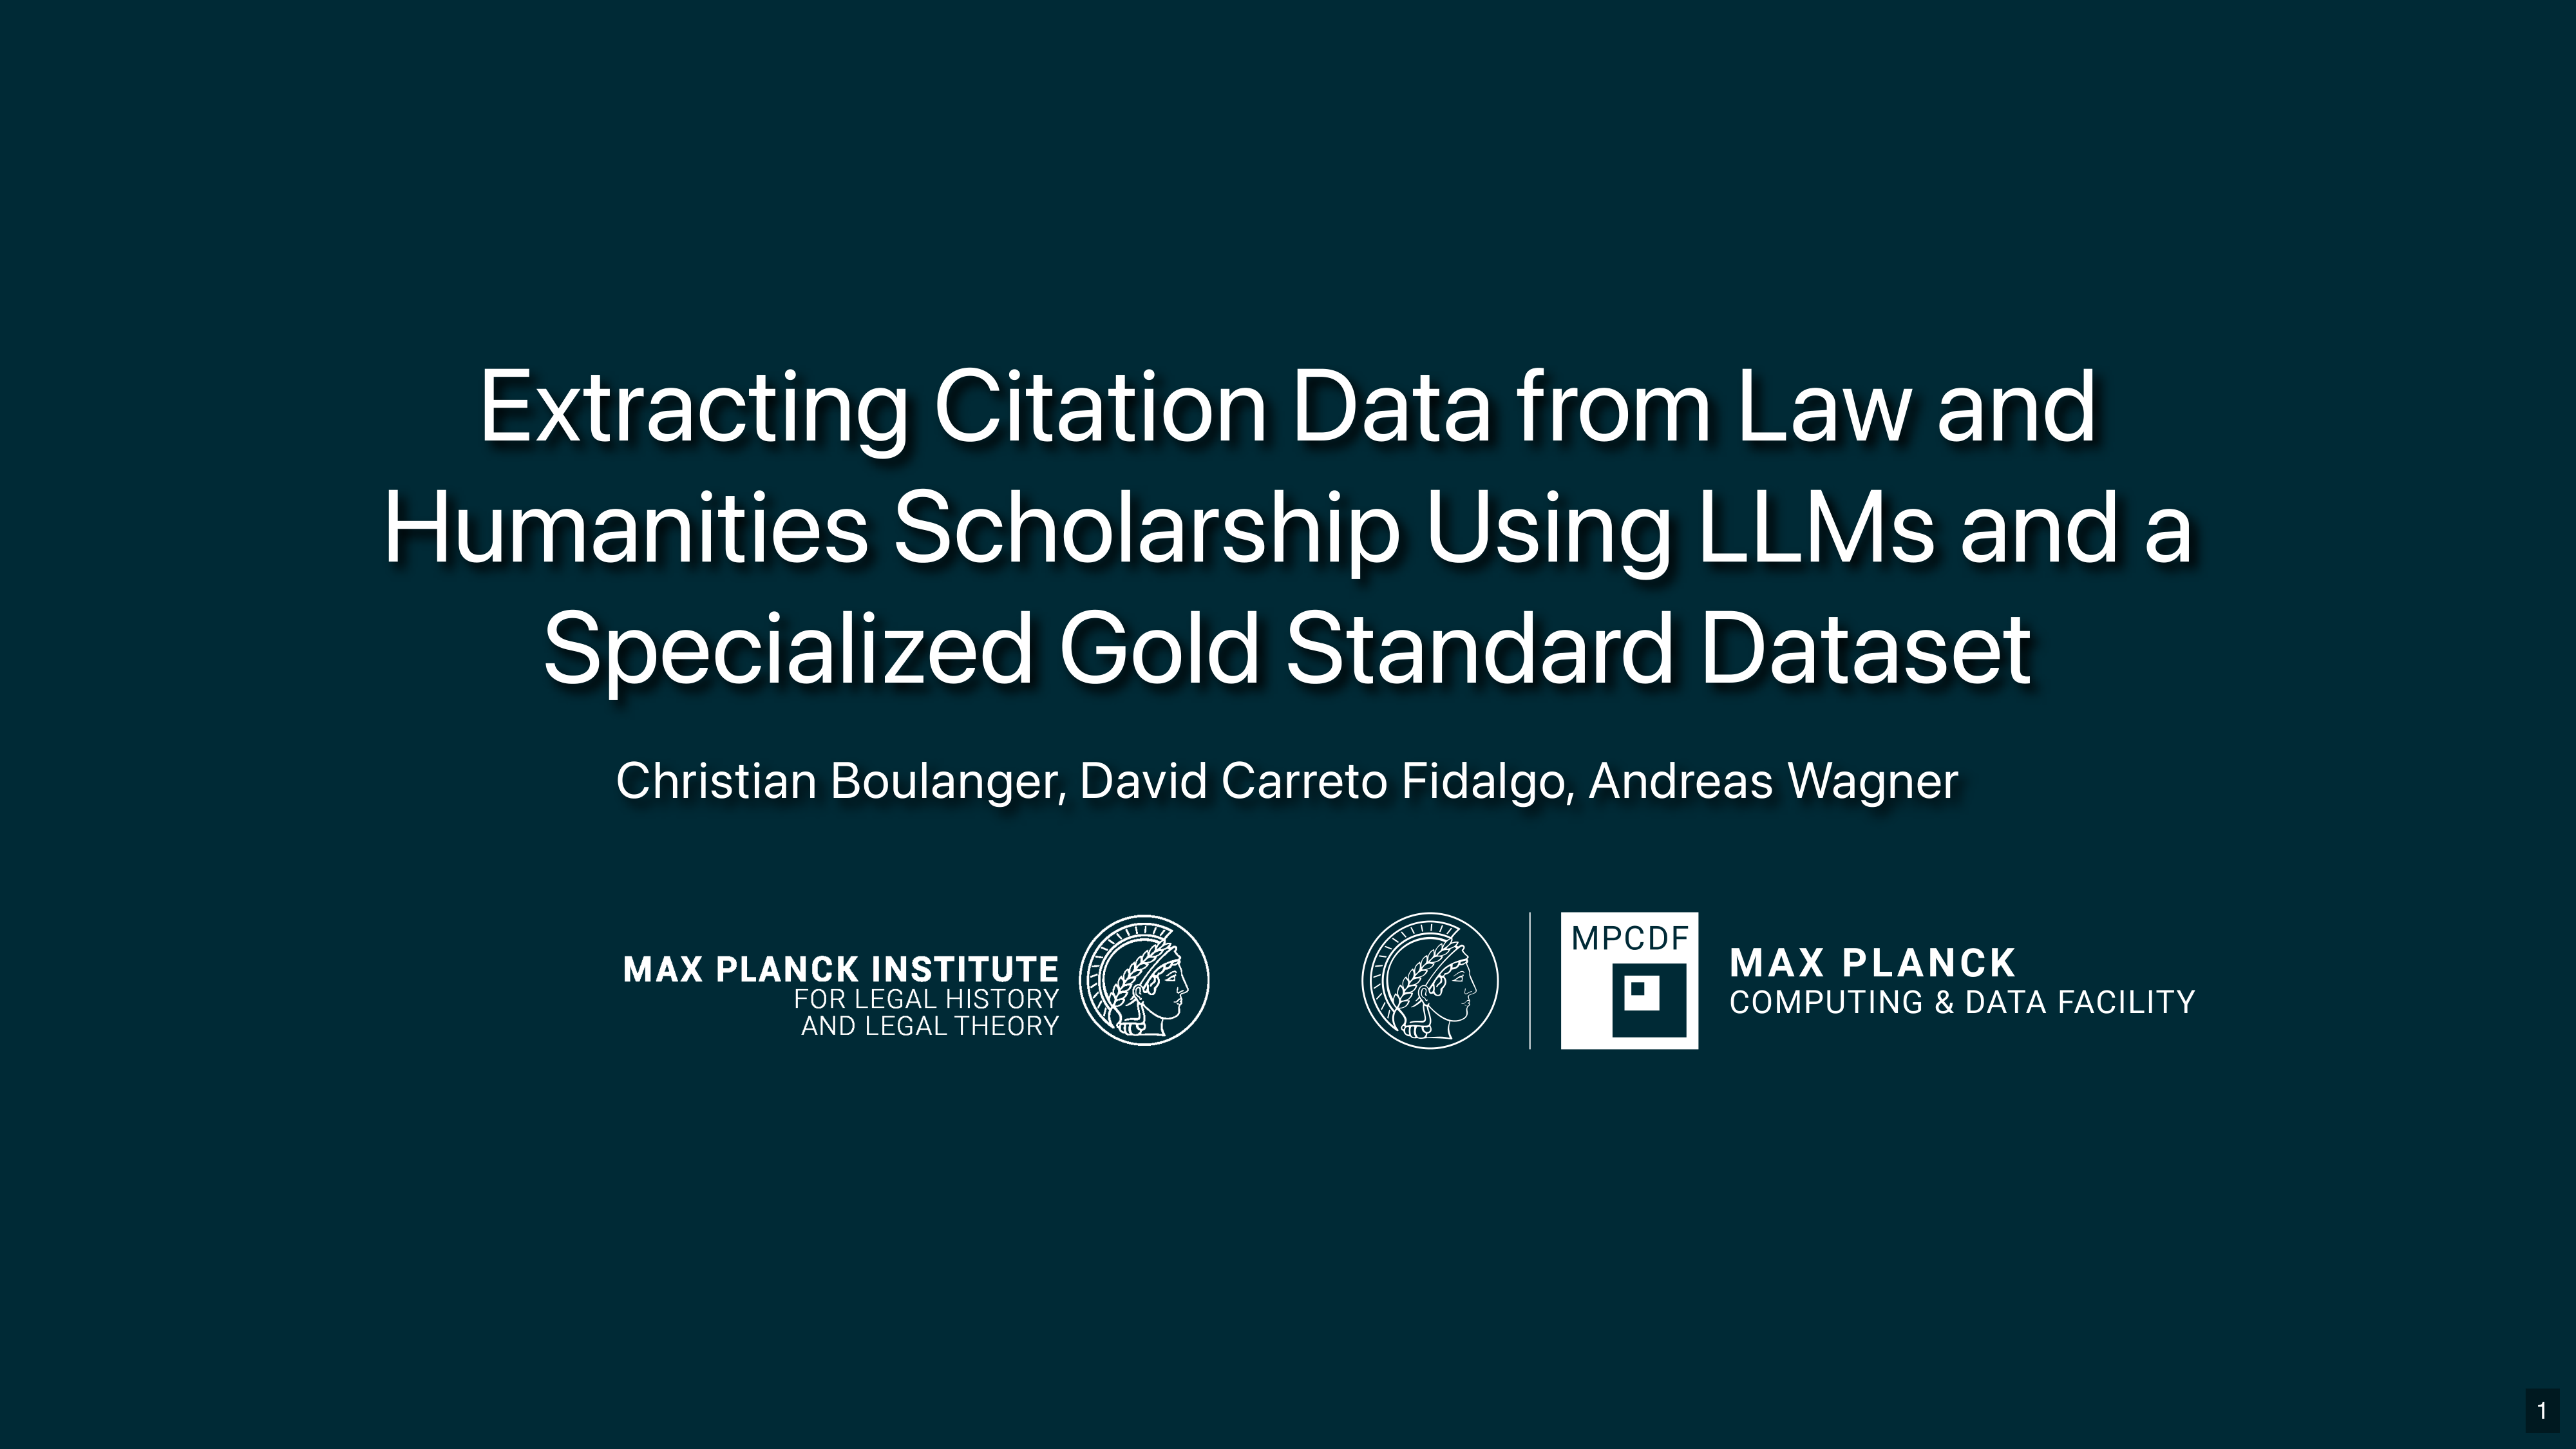 Extracting Citation Data from Law and
Humanities Scholarship Using LLMs and a
Specialized Gold Standard Dataset
Christian Boulanger, David Carreto Fidalgo, Andreas Wagner
MAX PLANCK INSTITUTE
FOR LEGAL HISTORY
AND LEGAL THEORY
MPCDF
MAX PLANCK
COMPUTING & DATA FACILITY
1